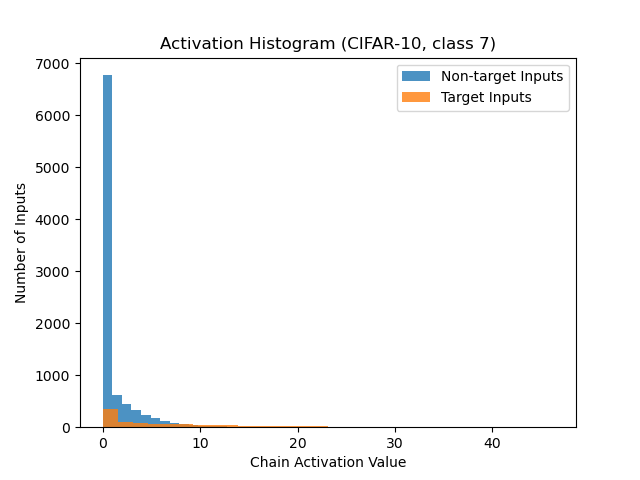 Activation Histogram (CIFAR-10, class 7)
Non-target Inputs
Target Inputs
Number of Inputs
7000
6000
5000
4000
3000
2000
1000
0
0 10 20 30 40
Chain Activation Value